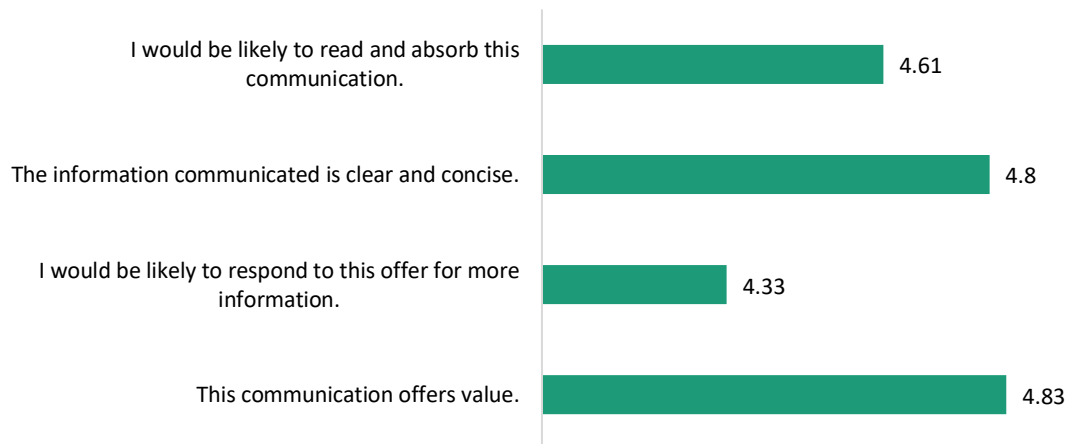 I would be likely to read and absorb this
communication.
4.61
The information communicated is clear and concise.
4.8
I would be likely to respond to this offer for more
information.
4.33
This communication offers value.
4.83